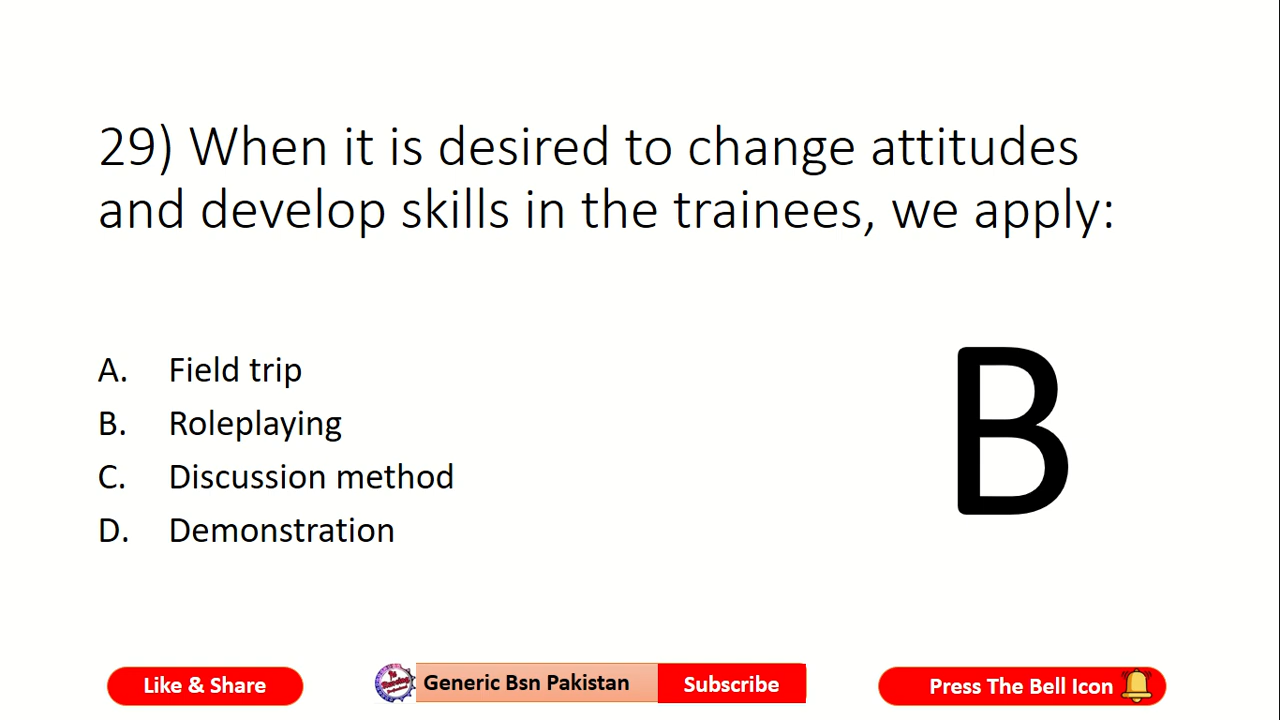 29) When it is desired to change attitudes
and develop skills in the trainees, we apply:
A. Field trip
B. Roleplaying
C. Discussion method
D. Demonstration
B
Like & Share
Generic Bsn Pakistan
Subscribe
Press The Bell Icon